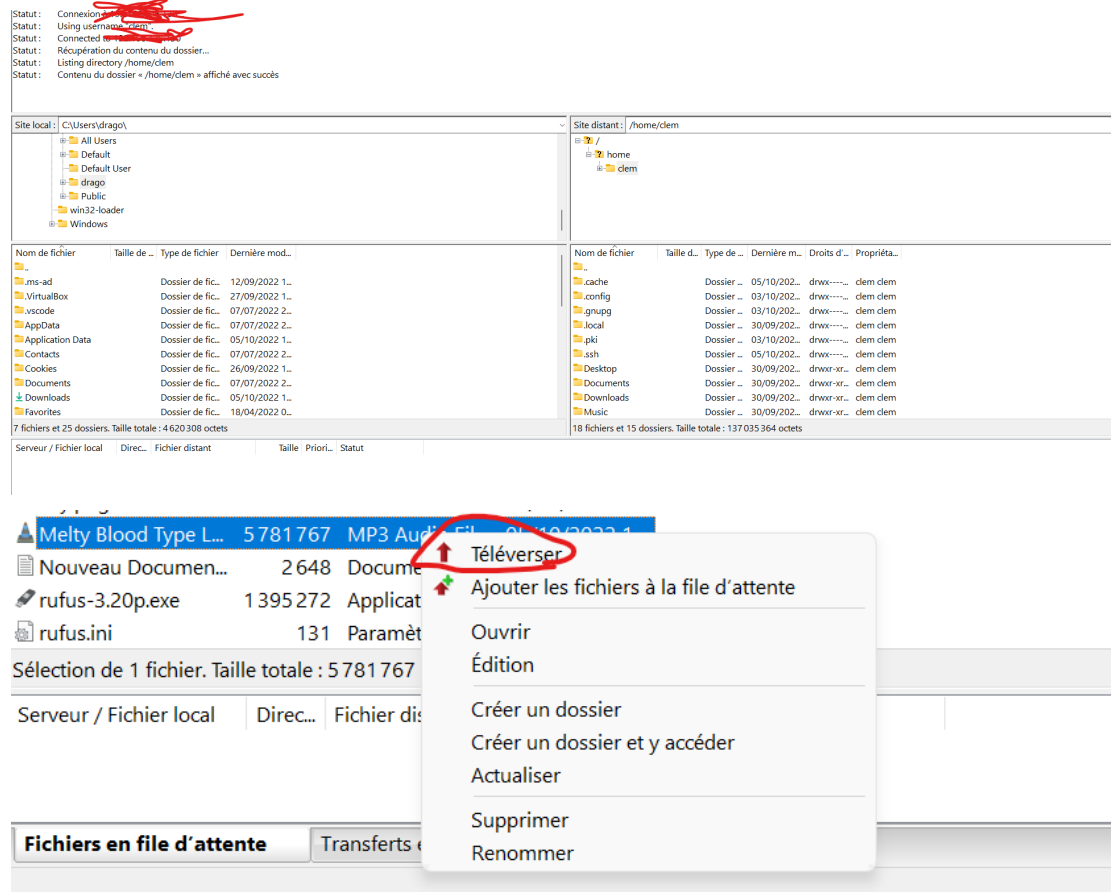 Statut : Connexion à
Statut : Using username "clem".
Statut : Connected to
Statut : Récupération du contenu du dossier...
Statut : Listing directory /home/clem
Statut : Contenu du dossier « /home/clem » affiché avec succès
Site local : C:\Users\drago\
All Users
Default
Default User
drago
Public
win32-loader
Windows
Site distant : /home/clem
/
home
clem
Nom de fichier Taille de ... Type de fichier Dernière mod...
..
.ms-ad Dossier de fic... 12/09/2022 1...
.VirtualBox Dossier de fic... 27/09/2022 1...
.vscode Dossier de fic... 07/07/2022 2...
AppData Dossier de fic... 07/07/2022 2...
Application Data Dossier de fic... 05/10/2022 1...
Contacts Dossier de fic... 07/07/2022 2...
Cookies Dossier de fic... 26/09/2022 1...
Documents Dossier de fic... 07/07/2022 2...
Downloads Dossier de fic... 05/10/2022 1...
Favorites Dossier de fic... 18/04/2022 0...
7 fichiers et 25 dossiers. Taille totale : 4 620 308 octets
Nom de fichier Taille d... Type de ... Dernière m... Droits d'... Propriéta...
..
.cache Dossier ... 05/10/202... drwx----... clem clem
.config Dossier ... 03/10/202... drwx----... clem clem
.gnupg Dossier ... 03/10/202... drwx----... clem clem
.local Dossier ... 30/09/202... drwx----... clem clem
.pki Dossier ... 03/10/202... drwx----... clem clem
.ssh Dossier ... 05/10/202... drwx----... clem clem
Desktop Dossier ... 30/09/202... drwxr-xr... clem clem
Documents Dossier ... 30/09/202... drwxr-xr... clem clem
Downloads Dossier ... 30/09/202... drwxr-xr... clem clem
Music Dossier ... 30/09/202... drwxr-xr... clem clem
18 fichiers et 15 dossiers. Taille totale : 137 035 364 octets
Serveur / Fichier local Direc... Fichier distant Taille Priori... Statut
Melty Blood Type L... 5 781 767 MP3
Nouveau Documen... 2 648
rufus-3.20p.exe 1 395 272
rufus.ini 131
Sélection de 1 fichier. Taille totale : 5 781 767
Serveur / Fichier local Direc... Fichier
Téléverser
Ajouter les fichiers à la file d'attente
Ouvrir
Édition
Créer un dossier
Créer un dossier et y accéder
Actualiser
Supprimer
Renommer
Fichiers en file d'attente
Transferts